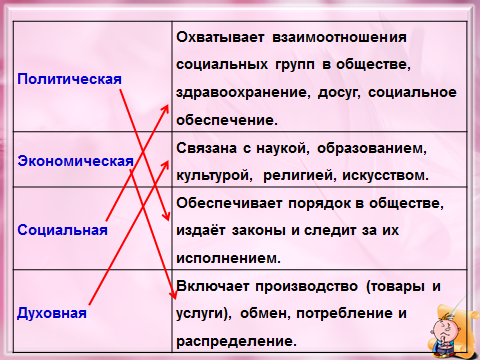 Политическая
Охватывает взаимоотношения
социальных групп в обществе,
здравоохранение, досуг, социальное
обеспечение.
Экономическая
Связана с наукой, образованием,
культурой, религией, искусством.
Социальная
Обеспечивает порядок в обществе,
издаёт законы и следит за их
исполнением.
Духовная
Включает производство (товары и
услуги), обмен, потребление и
распределение.